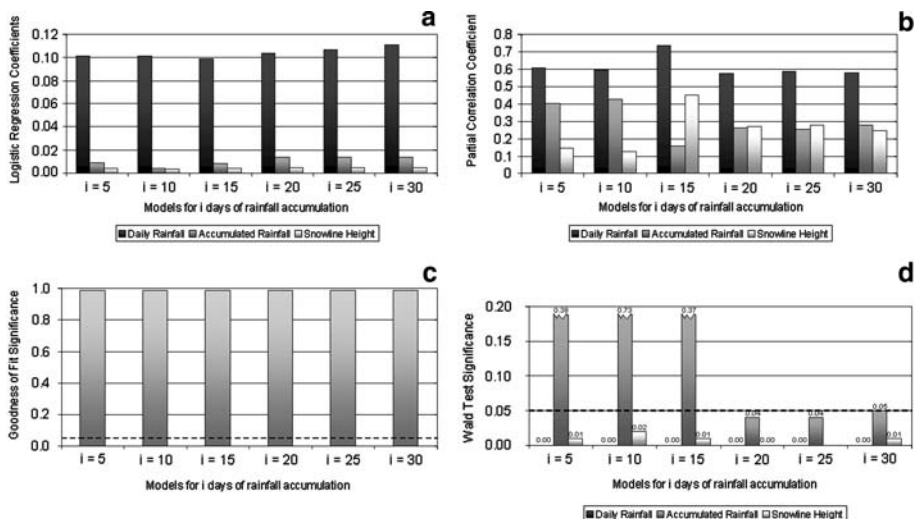 a
0.12
0.10
0.08
0.06
0.04
0.02
0.00
Logistic Regression Coefficients
i = 5 i = 10 i = 15 i = 20 i = 25 i = 30
Models for i days of rainfall accumulation
Daily Rainfall Accumulated Rainfall Snowline Height
b
0.8
0.7
0.6
0.5
0.4
0.3
0.2
0.1
0
Partial Correlation Coefficient
i = 5 i = 10 i = 15 i = 20 i = 25 i = 30
Models for i days of rainfall accumulation
Daily Rainfall Accumulated Rainfall Snowline Height
c
1.0
0.8
0.6
0.4
0.2
0.0
Goodness of Fit Significance
i = 5 i = 10 i = 15 i = 20 i = 25 i = 30
Models for i days of rainfall accumulation
d
0.20
0.15
0.10
0.05
0.00
Wald Test Significance
0.73 0.37
0.04 0.04 0.05
0.00 0.01 0.00 0.02 0.00 0.01 0.00 0.00 0.00 0.00 0.01
i = 5 i = 10 i = 15 i = 20 i = 25 i = 30
Models for i days of rainfall accumulation
Daily Rainfall Accumulated Rainfall Snowline Height